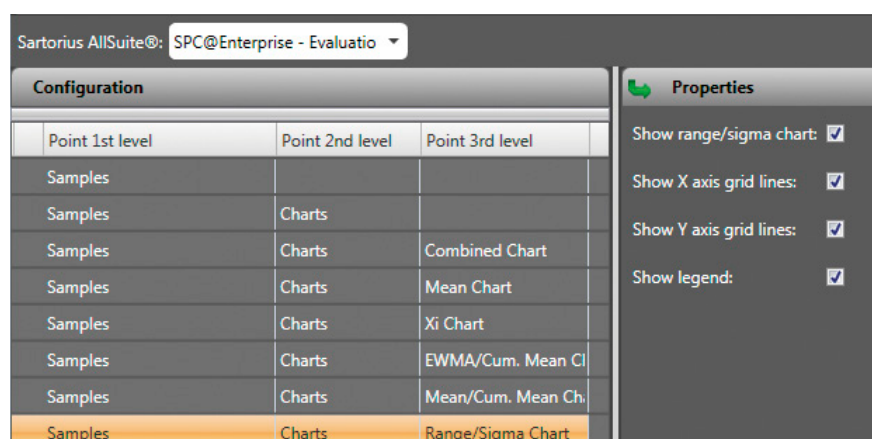 Sartorius AllSuite®: SPC@Enterprise - Evaluatio
Configuration
Point 1st level Point 2nd level Point 3rd level
Samples
Samples Charts
Samples Charts Combined Chart
Samples Charts Mean Chart
Samples Charts Xi Chart
Samples Charts EWMA/Cum. Mean Cl
Samples Charts Mean/Cum. Mean Ch
Samples Charts Range/Sigma Chart
Properties
Show range/sigma chart:
Show X axis grid lines:
Show Y axis grid lines:
Show legend: